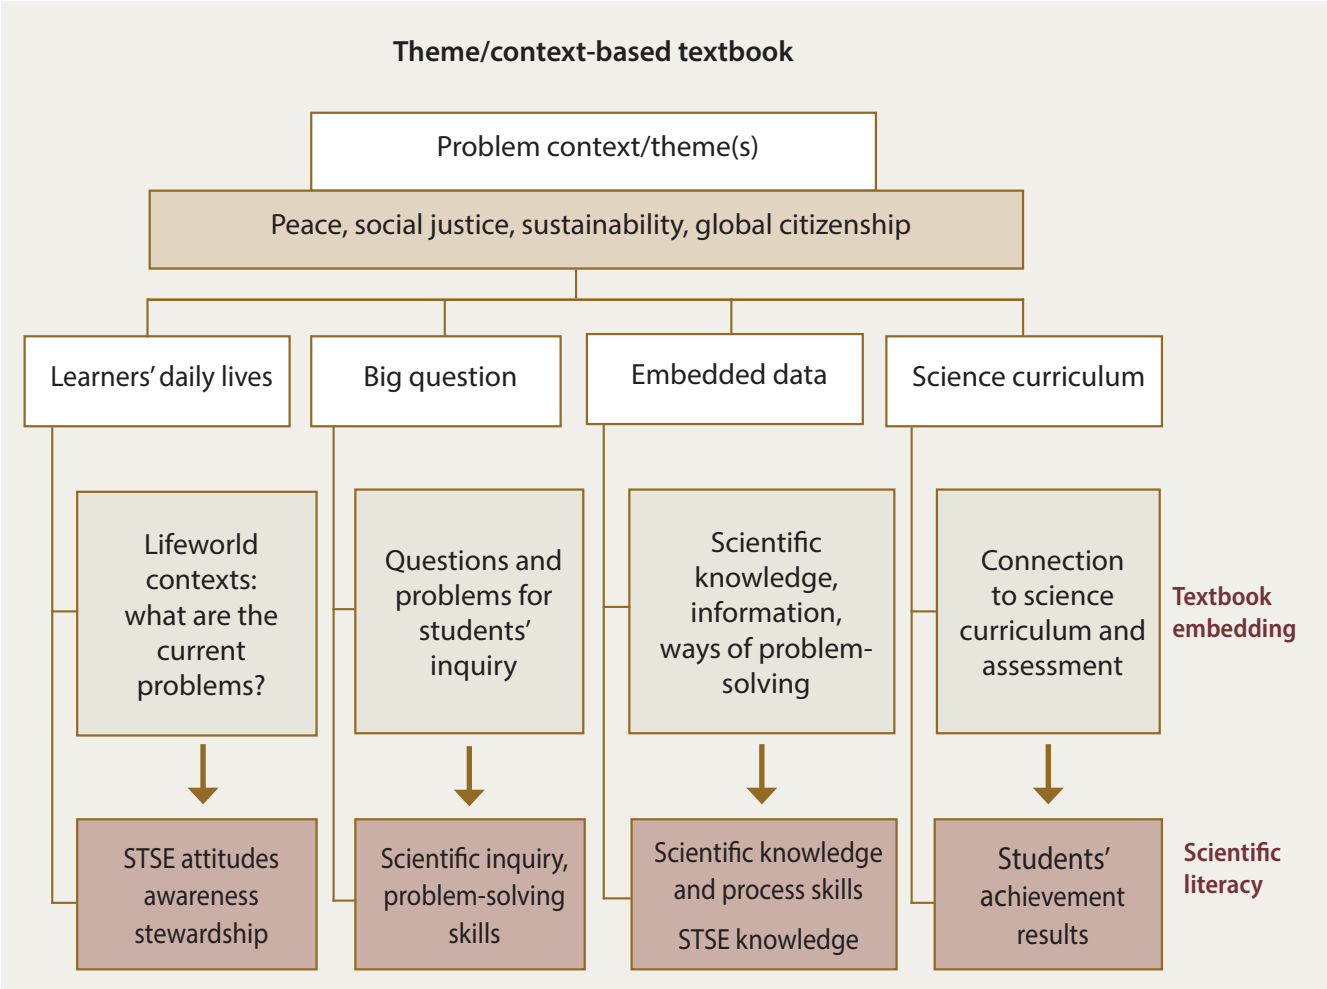 Theme/context-based textbook
Problem context/theme(s)
Peace, social justice, sustainability, global citizenship
Learners’ daily lives
Big question
Embedded data
Science curriculum
Lifeworld
contexts:
what are the
current
problems?
Questions and
problems for
students’
inquiry
Scientific
knowledge,
information,
ways of problem-
solving
Connection
to science
curriculum and
assessment
Textbook
embedding
STSE attitudes
awareness
stewardship
Scientific inquiry,
problem-solving
skills
Scientific knowledge
and process skills
STSE knowledge
Students’
achievement
results
Scientific
literacy